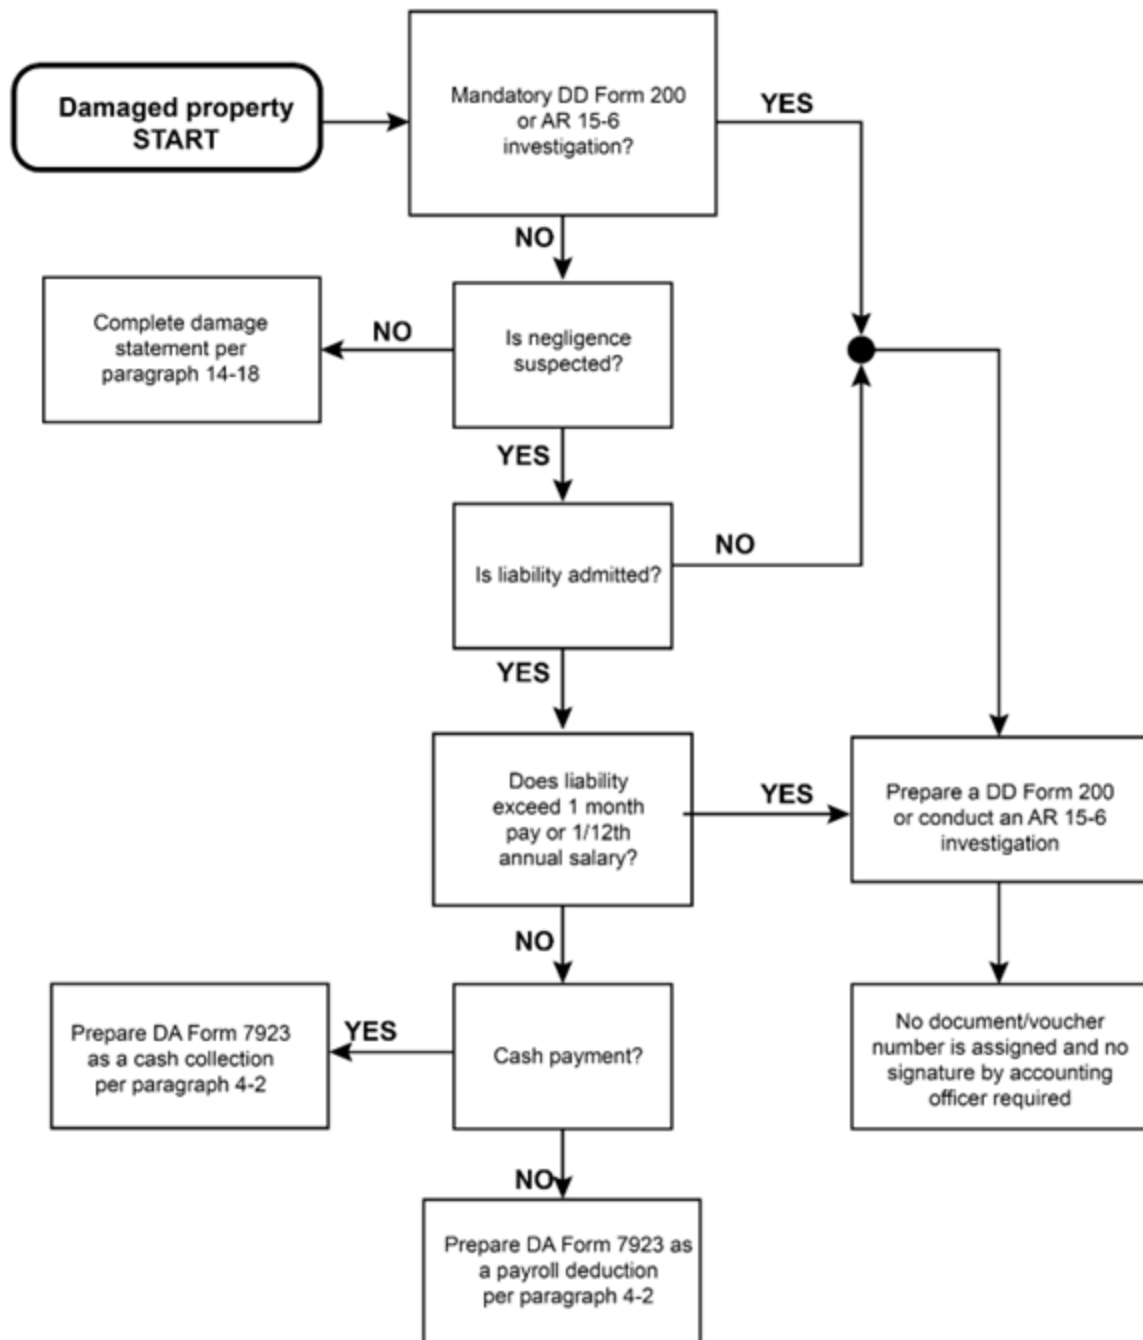 Damaged property
START
Mandatory DD Form 200
or AR 15-6
investigation?
YES
NO
Complete damage
statement per
paragraph 14-18
NO
Is negligence
suspected?
YES
Is liability admitted?
NO
YES
Does liability
exceed 1 month
pay or 1/12th
annual salary?
YES
Prepare a DD Form 200
or conduct an AR 15-6
investigation
NO
Prepare DA Form 7923
as a cash collection
per paragraph 4-2
YES
Cash payment?
No document/voucher
number is assigned and no
signature by accounting
officer required
NO
Prepare DA Form 7923 as
a payroll deduction
per paragraph 4-2